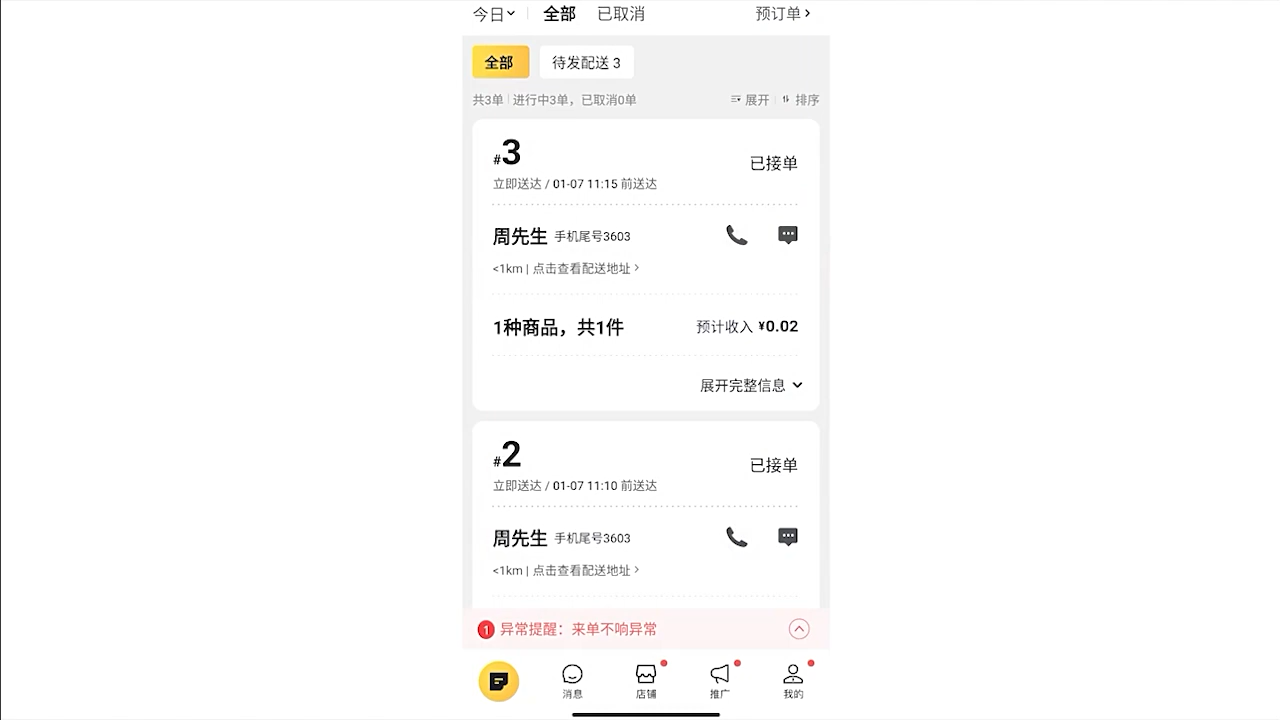 今日 全部 已取消 预订单
全部 待发配送 3
共3单 进行中3单，已取消0单 展开 排序
#3 已接单
立即送达 / 01-07 11:15 前送达
周先生 手机尾号3603
<1km | 点击查看配送地址
1种商品，共1件 预计收入 ¥0.02
展开完整信息
#2 已接单
立即送达 / 01-07 11:10 前送达
周先生 手机尾号3603
<1km | 点击查看配送地址
1 异常提醒：来单不响异常
消息 店铺 推广 我的